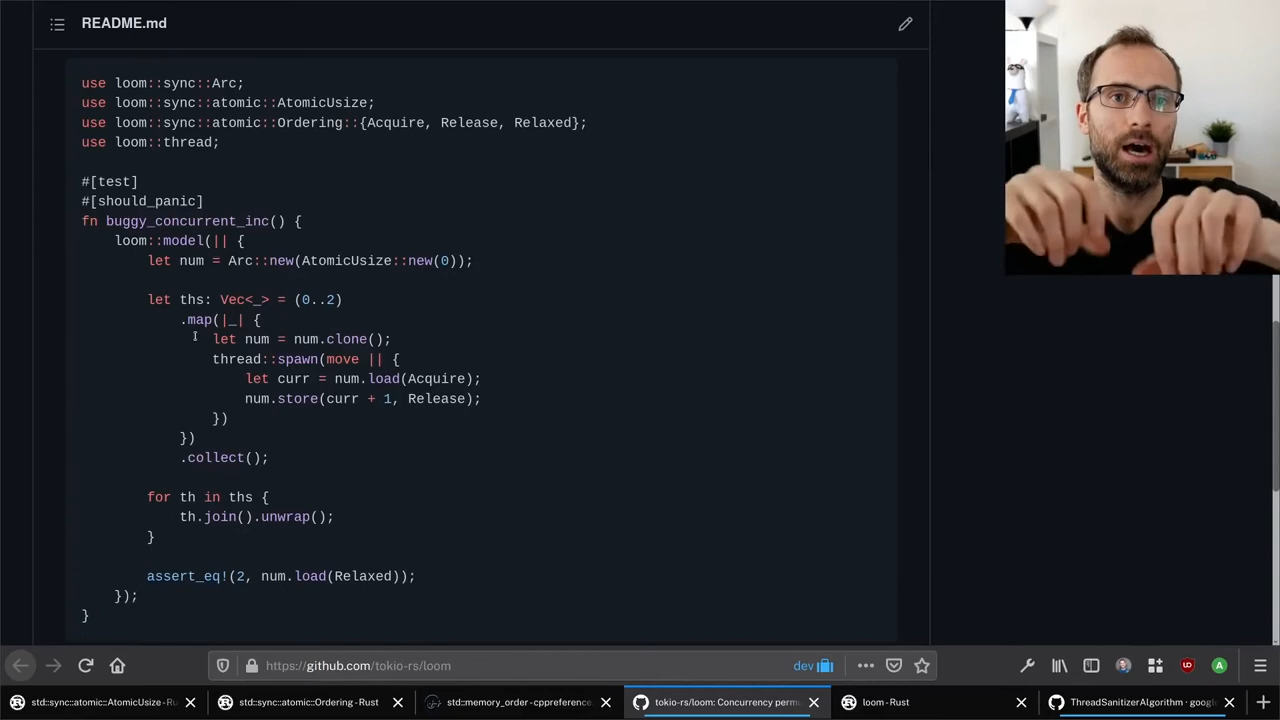 README.md
use loom::sync::Arc;
use loom::sync::atomic::AtomicUsize;
use loom::sync::atomic::Ordering::{Acquire, Release, Relaxed};
use loom::thread;
#[test]
#[should_panic]
fn buggy_concurrent_inc() {
    loom::model(|| {
        let num = Arc::new(AtomicUsize::new(0));
        let ths: Vec<_> = (0..2)
            .map(|_| {
                let num = num.clone();
                thread::spawn(move || {
                    let curr = num.load(Acquire);
                    num.store(curr + 1, Release);
                })
            })
            .collect();
        for th in ths {
            th.join().unwrap();
        }
        assert_eq!(2, num.load(Relaxed));
    });
}
https://github.com/tokio-rs/loom dev
std::sync::atomic::AtomicUsize - Ru std::sync::atomic::Ordering - Rust std::memory_order - cppreference. tokio-rs/loom: Concurrency perm loom - Rust ThreadSanitizerAlgorithm · googl